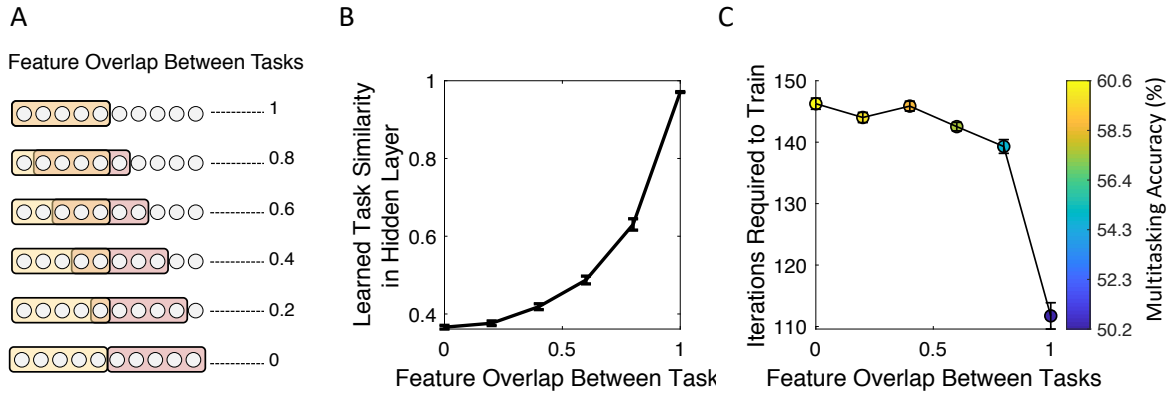 A
Feature Overlap Between Tasks
1
0.8
0.6
0.4
0.2
0
B
Learned Task Similarity
in Hidden Layer
1
0.8
0.6
0.4
0
0.5
1
Feature Overlap Between Task
C
Iterations Required to Train
150
140
130
120
110
0
0.5
1
Feature Overlap Between Tasks
60.6
58.5
56.4
54.3
52.3
50.2
Multitasking Accuracy (%)